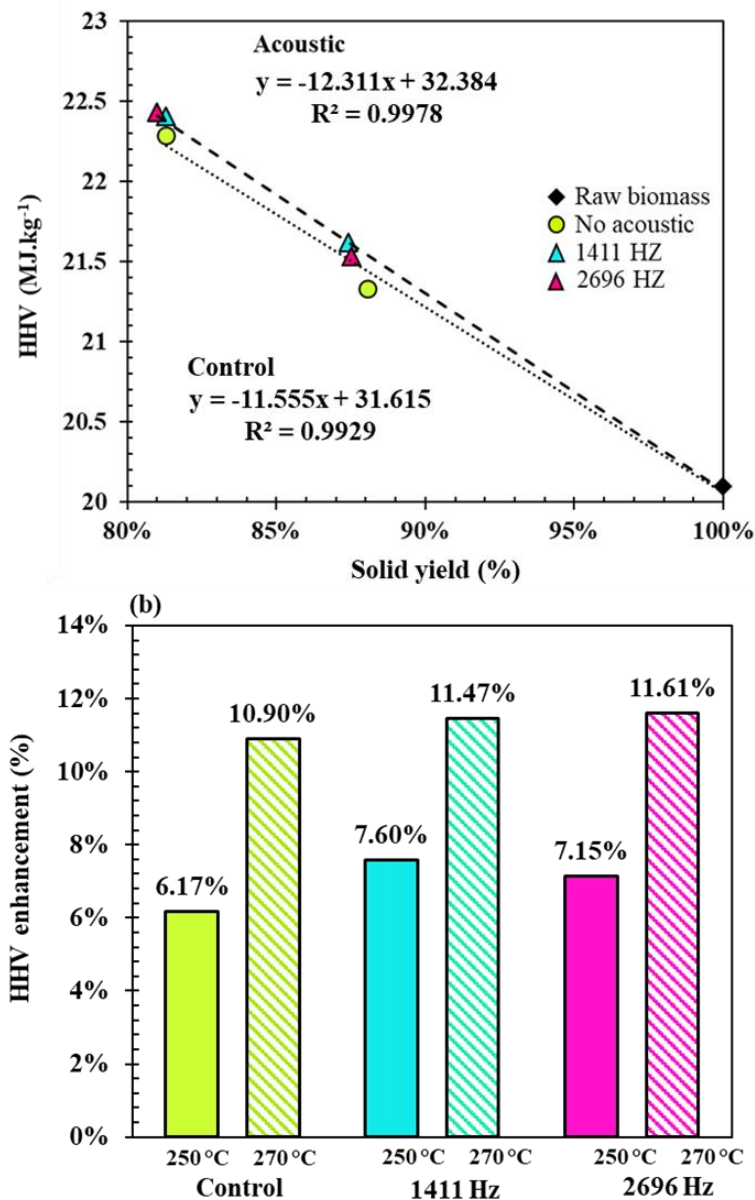 23
22.5
22
21.5
21
20.5
20
HHV (MJ.kg⁻¹)
Acoustic
y = -12.311x + 32.384
R² = 0.9978
Raw biomass
No acoustic
1411 HZ
2696 HZ
Control
y = -11.555x + 31.615
R² = 0.9929
80% 85% 90% 95% 100%
Solid yield (%)
(b)
14%
12%
10%
8%
6%
4%
2%
0%
HHV enhancement (%)
6.17% 10.90% 7.60% 11.47% 7.15% 11.61%
250 °C 270 °C 250 °C 270 °C 250 °C 270 °C
Control 1411 Hz 2696 Hz